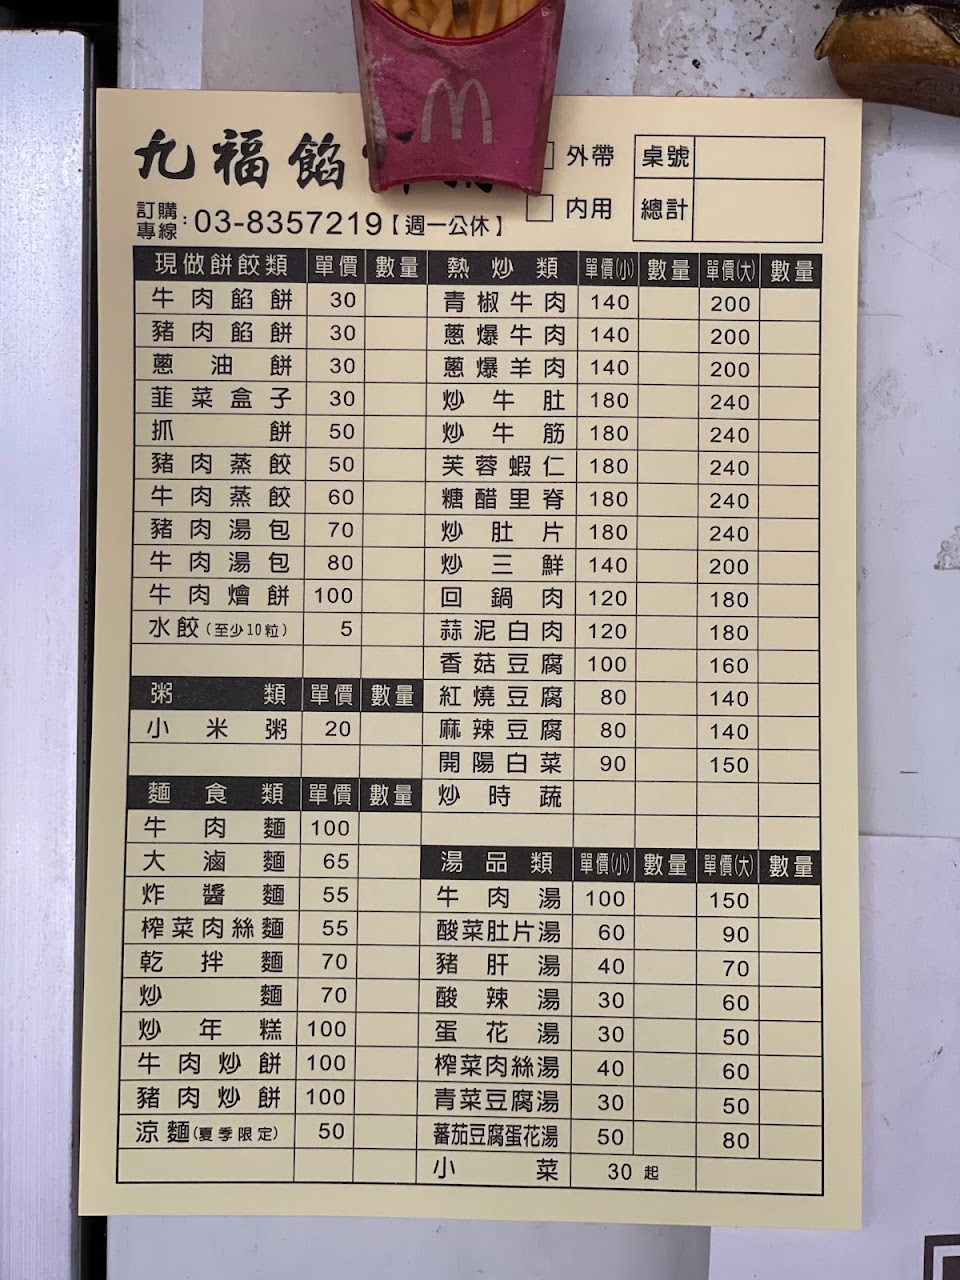 九福餡
外帶 桌號
內用 總計
訂購專線:03-8357219【週一公休】
現做餅餃類 單價 數量
牛肉餡餅 30
豬肉餡餅 30
蔥油餅 30
韮菜盒子 30
抓餅 50
豬肉蒸餃 50
牛肉蒸餃 60
豬肉湯包 70
牛肉湯包 80
牛肉燴餅 100
水餃(至少10粒) 5
粥類 單價 數量
小米粥 20
麵食類 單價 數量
牛肉麵 100
大滷麵 65
炸醬麵 55
榨菜肉絲麵 55
乾拌麵 70
炒麵 70
炒年糕 100
牛肉炒餅 100
豬肉炒餅 100
涼麵(夏季限定) 50
熱炒類 單價(小) 數量 單價(大) 數量
青椒牛肉 140 200
蔥爆牛肉 140 200
蔥爆羊肉 140 200
炒牛肚 180 240
炒牛筋 180 240
芙蓉蝦仁 180 240
糖醋里脊 180 240
炒肚片 180 240
炒三鮮 140 200
回鍋肉 120 180
蒜泥白肉 120 180
香菇豆腐 100 160
紅燒豆腐 80 140
麻辣豆腐 80 140
開陽白菜 90 150
炒時蔬
湯品類 單價(小) 數量 單價(大) 數量
牛肉湯 100 150
酸菜肚片湯 60 90
豬肝湯 40 70
酸辣湯 30 60
蛋花湯 30 50
榨菜肉絲湯 40 60
青菜豆腐湯 30 50
蕃茄豆腐蛋花湯 50 80
小菜 30起